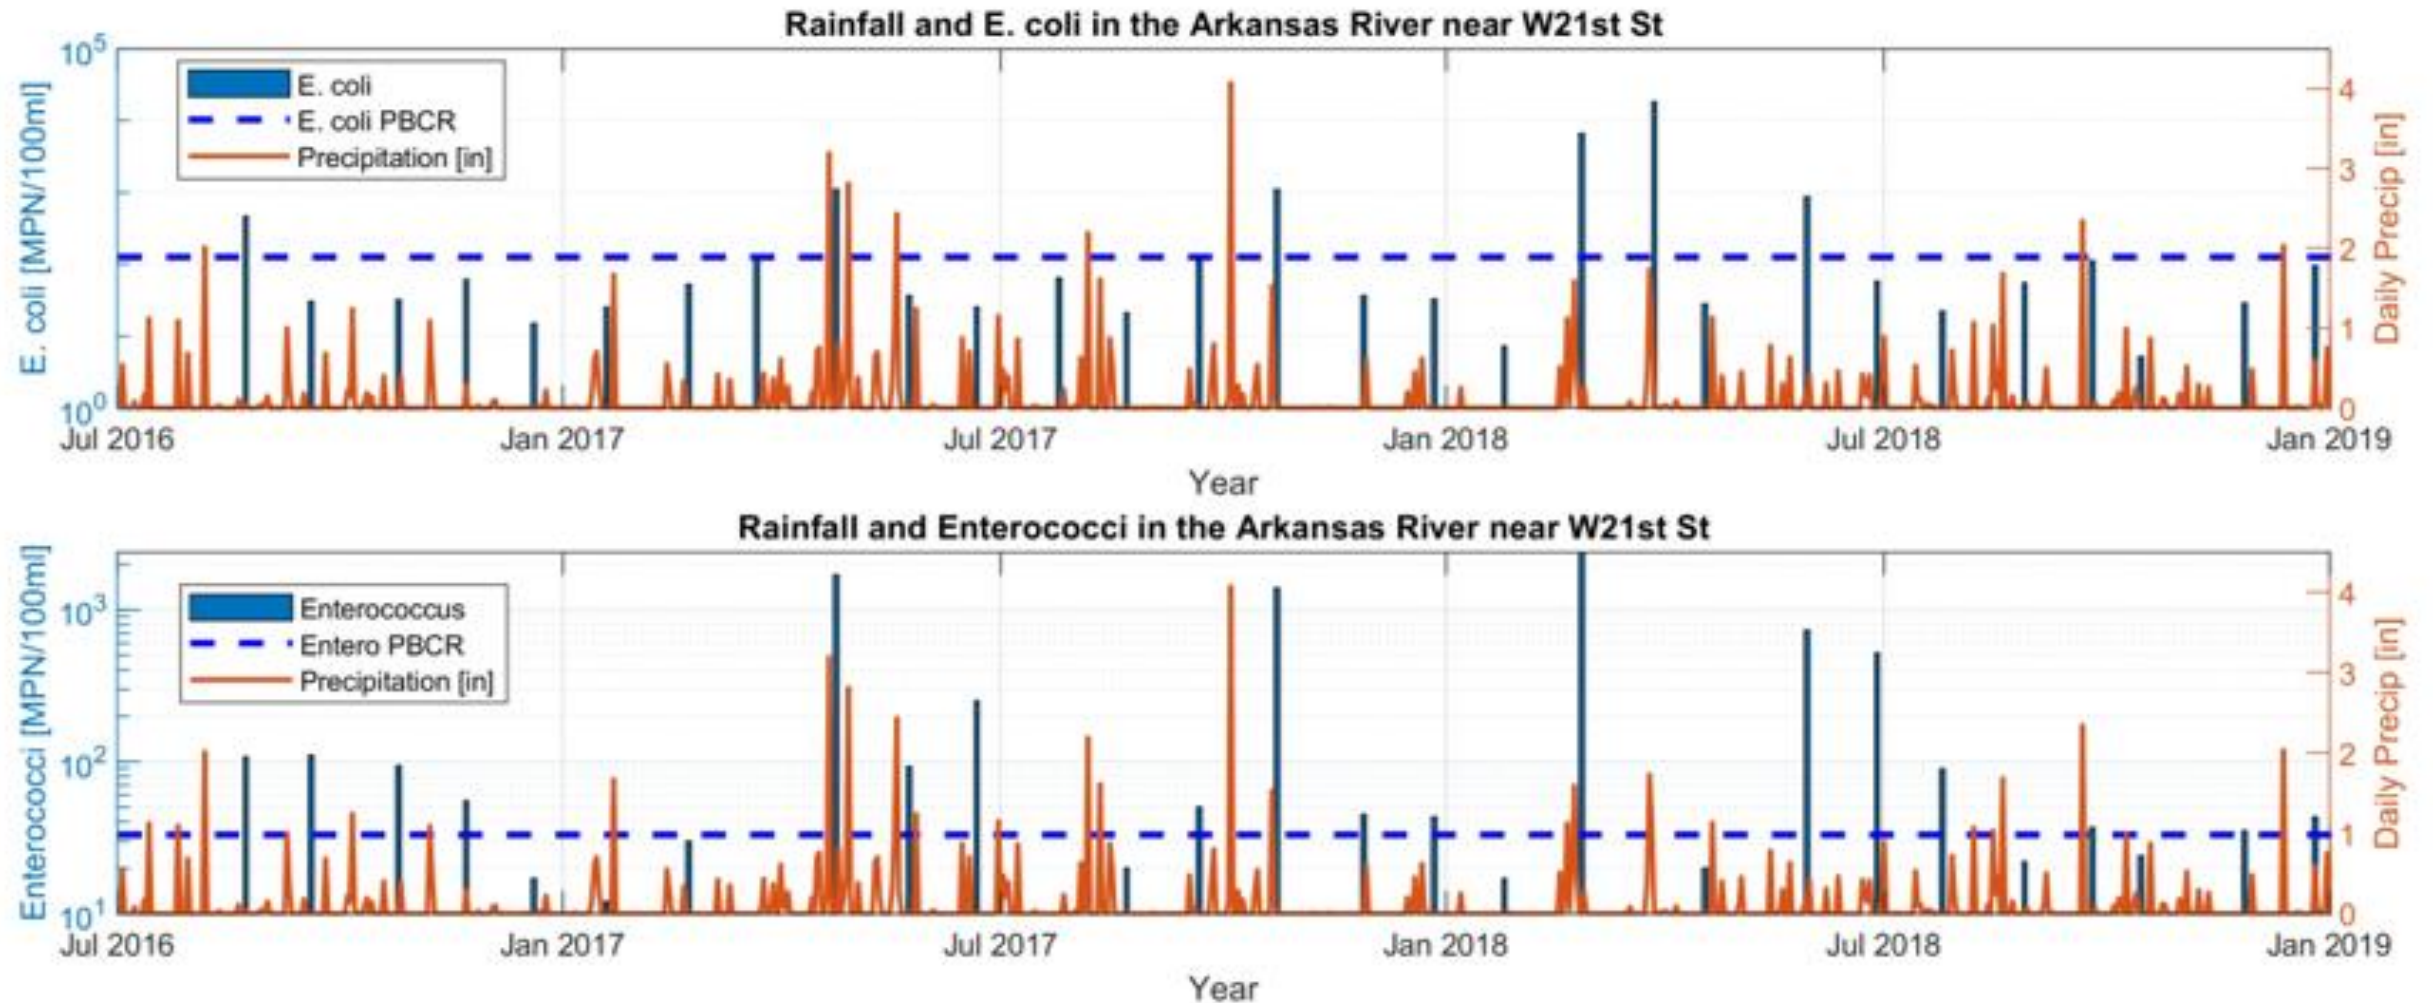 Rainfall and E. coli in the Arkansas River near W21st St
10^5
10^0
E. coli [MPN/100ml]
E. coli
E. coli PBCR
Precipitation [in]
4
3
2
1
0
Daily Precip [in]
Jul 2016 Jan 2017 Jul 2017 Jan 2018 Jul 2018 Jan 2019
Year
Rainfall and Enterococci in the Arkansas River near W21st St
10^3
10^2
10^1
Enterococci [MPN/100ml]
Enterococcus
Entero PBCR
Precipitation [in]
4
3
2
1
0
Daily Precip [in]
Jul 2016 Jan 2017 Jul 2017 Jan 2018 Jul 2018 Jan 2019
Year